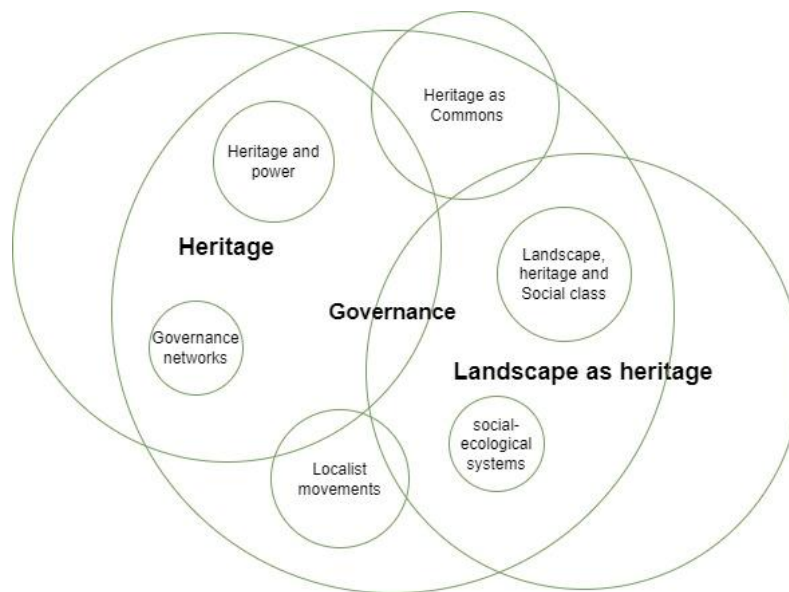 Heritage as
Commons
Heritage and
power
Heritage
Landscape,
heritage and
Social class
Governance
Governance
networks
Landscape as heritage
social-
ecological
systems
Localist
movements